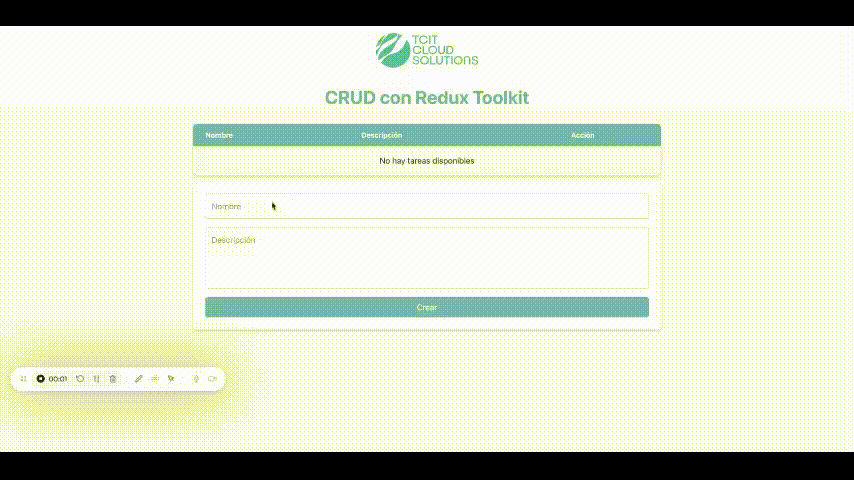 TCIT
CLOUD
SOLUTIONS
CRUD con Redux Toolkit
Nombre Descripción Acción
No hay tareas disponibles
Nombre
Descripción
Crear
00:01